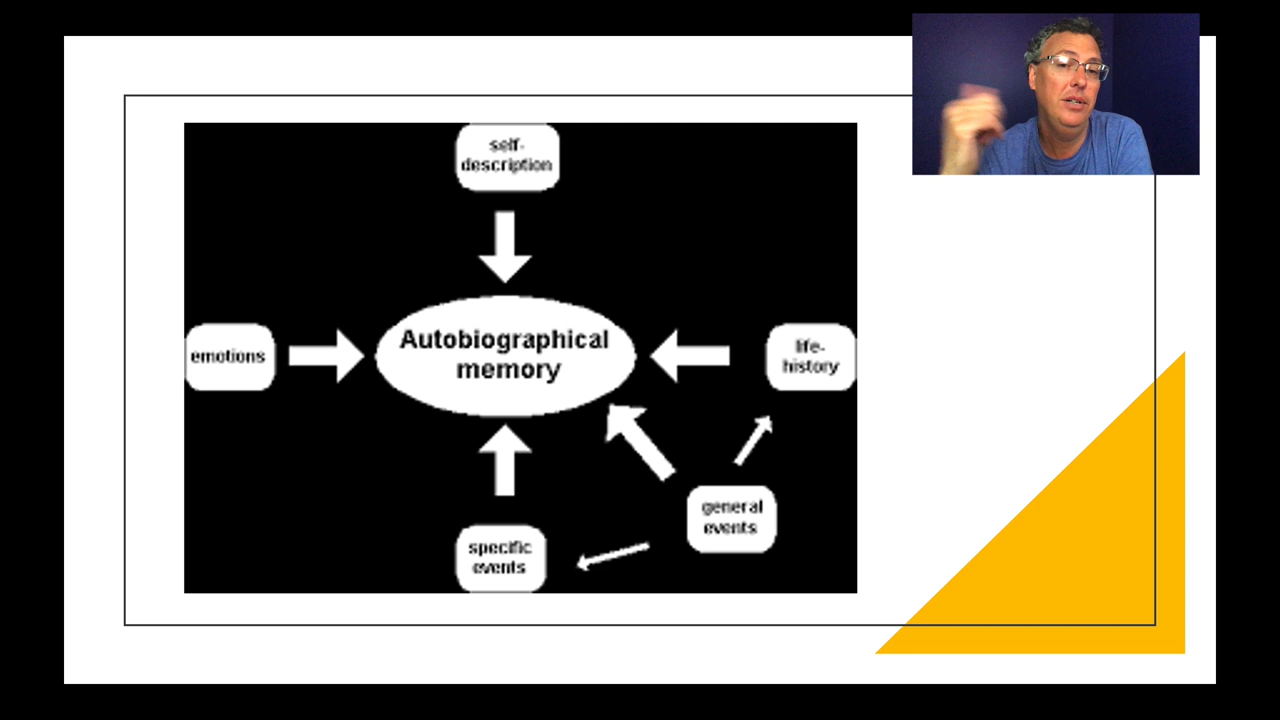 self-
description
Autobiographical
memory
emotions
life-
history
general
events
specific
events